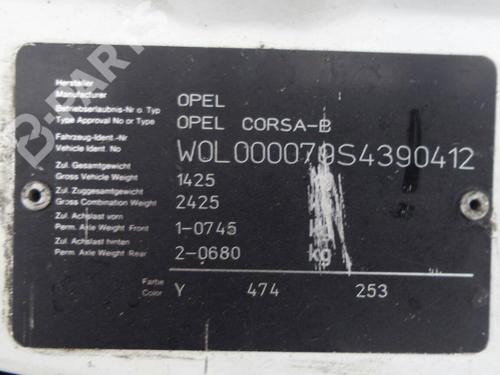 B-PARTS
Hersteller
Manufacturer
OPEL
Betriebserlaubnis-Nr o. Typ
Type Approval No or Type
OPEL CORSA-B
Fahrzeug-Ident.-Nr
Vehicle Ident. No
W0L000079S4390412
Zul. Gesamtgewicht
Gross Vehicle Weight
1425
Zul. Zuggesamtgewicht
Gross Combination Weight
2425
Zul. Achslast vorn
Perm. Axle Weight Front
1-0745
Zul. Achslast hinten
Perm. Axle Weight Rear
2-0680 kg
Farbe
Color
Y 474 253